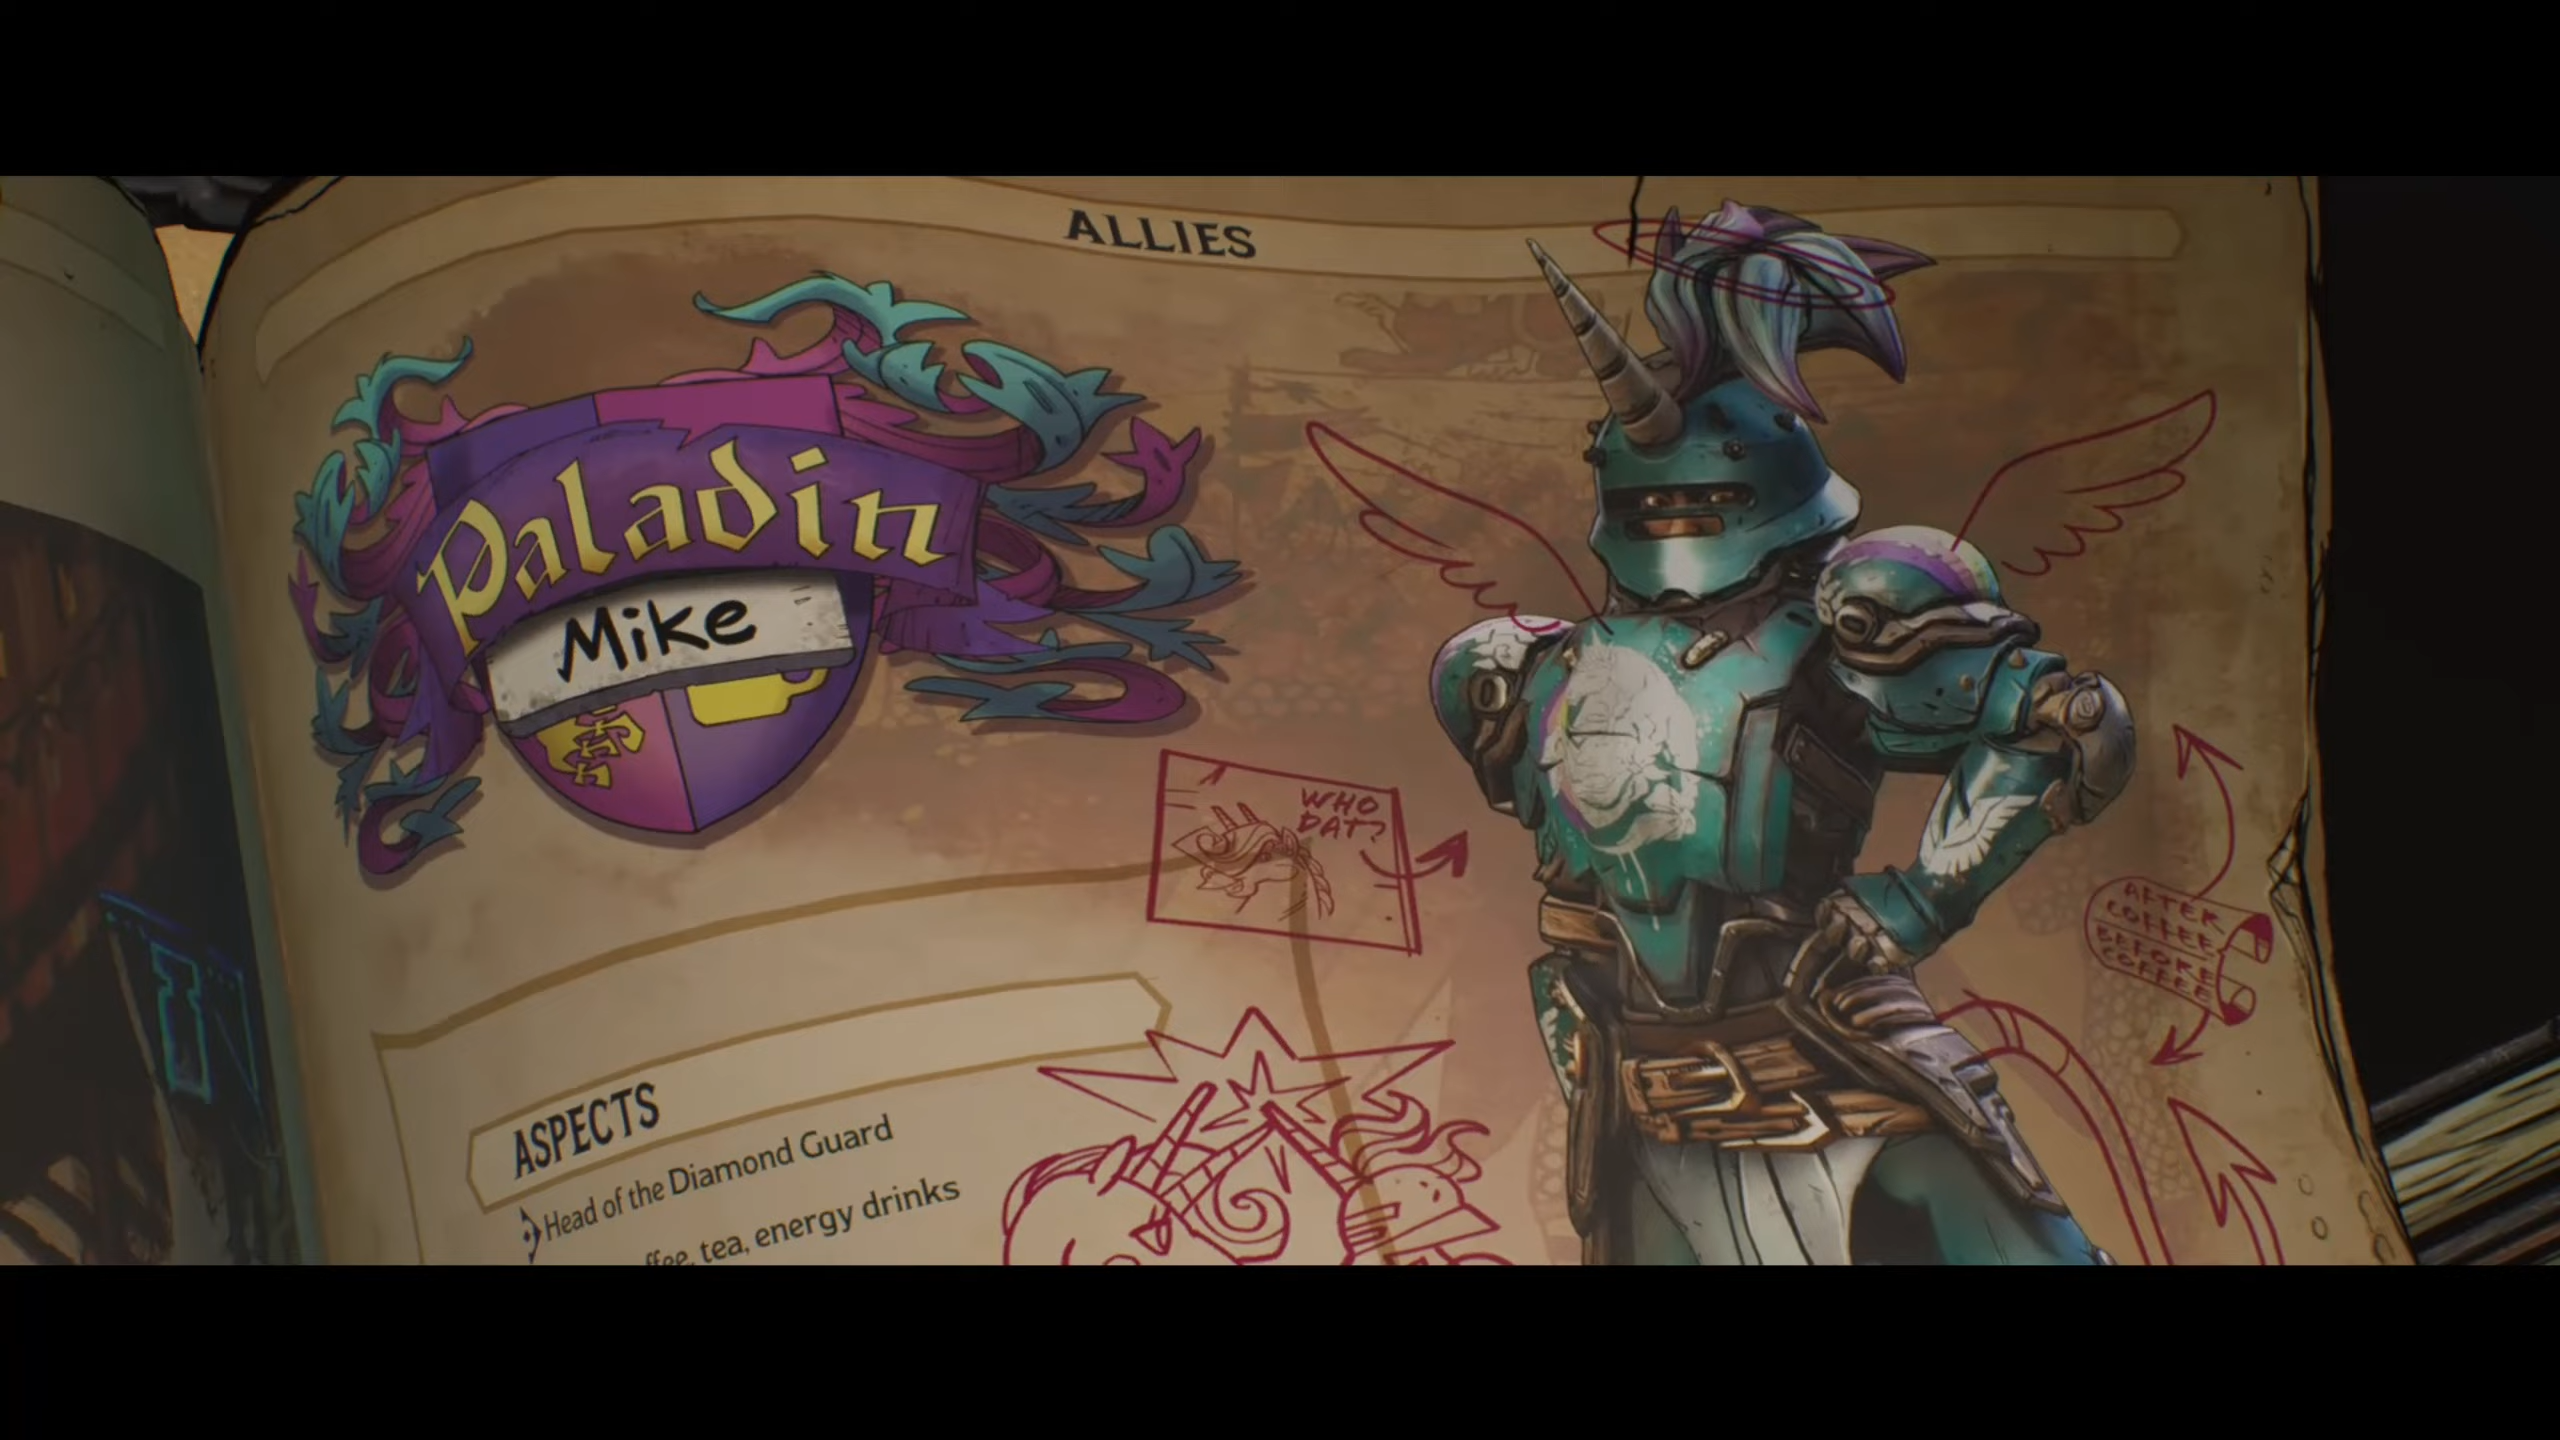 ALLIES
Paladin
Mike
WHO
DAT?
AFTER
COFFEE
BEFORE
COFFEE
ASPECTS
Head of the Diamond Guard
tea, energy drinks